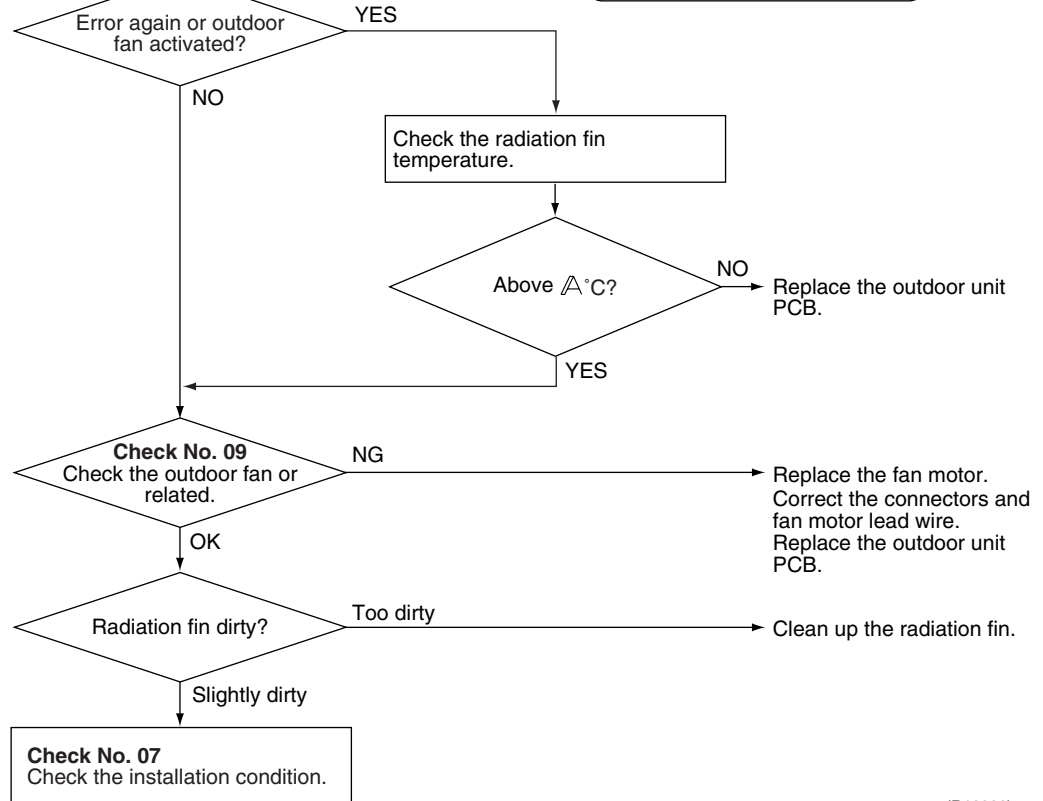 Error again or outdoor
fan activated?
YES
NO
Check the radiation fin
temperature.
Above A°C?
NO
Replace the outdoor unit
PCB.
YES
Check No. 09
Check the outdoor fan or
related.
NG
Replace the fan motor.
Correct the connectors and
fan motor lead wire.
Replace the outdoor unit
PCB.
OK
Radiation fin dirty?
Too dirty
Clean up the radiation fin.
Slightly dirty
Check No. 07
Check the installation condition.